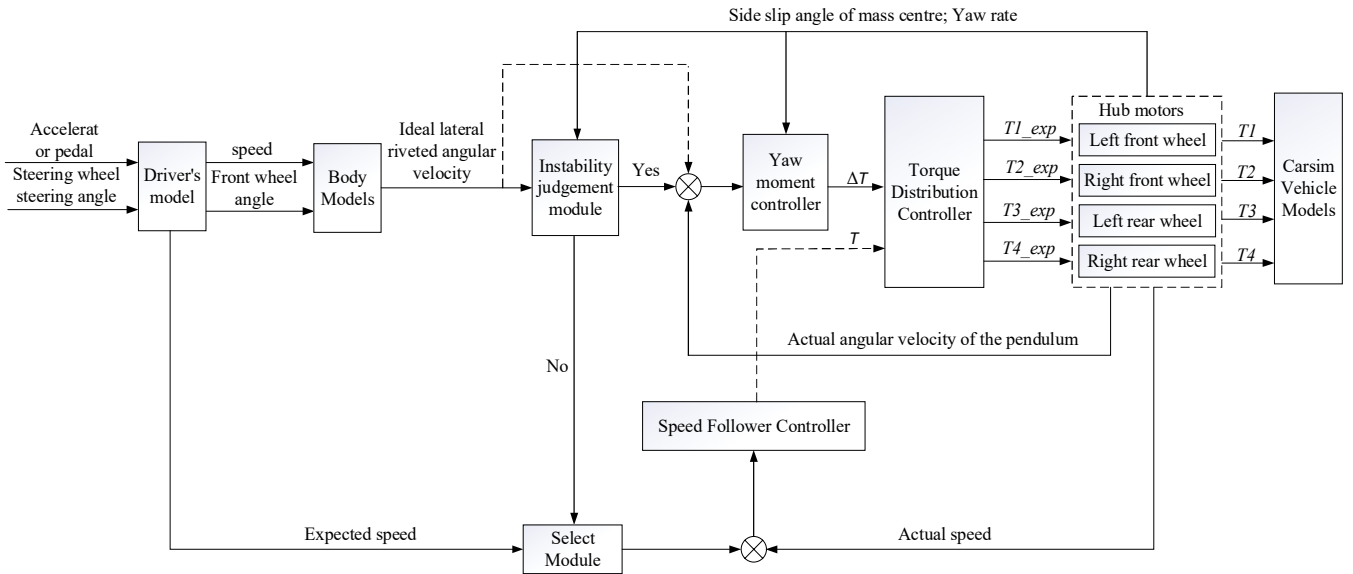 Side slip angle of mass centre; Yaw rate
Accelerat
or pedal
Steering wheel
steering angle
Driver's
model
speed
Front wheel
angle
Body
Models
Ideal lateral
riveted angular
velocity
Instability
judgement
module
Yes
Yaw
moment
controller
ΔT
T
Torque
Distribution
Controller
T1_exp
T2_exp
T3_exp
T4_exp
Hub motors
Left front wheel
Right front wheel
Left rear wheel
Right rear wheel
T1
T2
T3
T4
Carsim
Vehicle
Models
Actual angular velocity of the pendulum
No
Speed Follower Controller
Expected speed
Select
Module
Actual speed